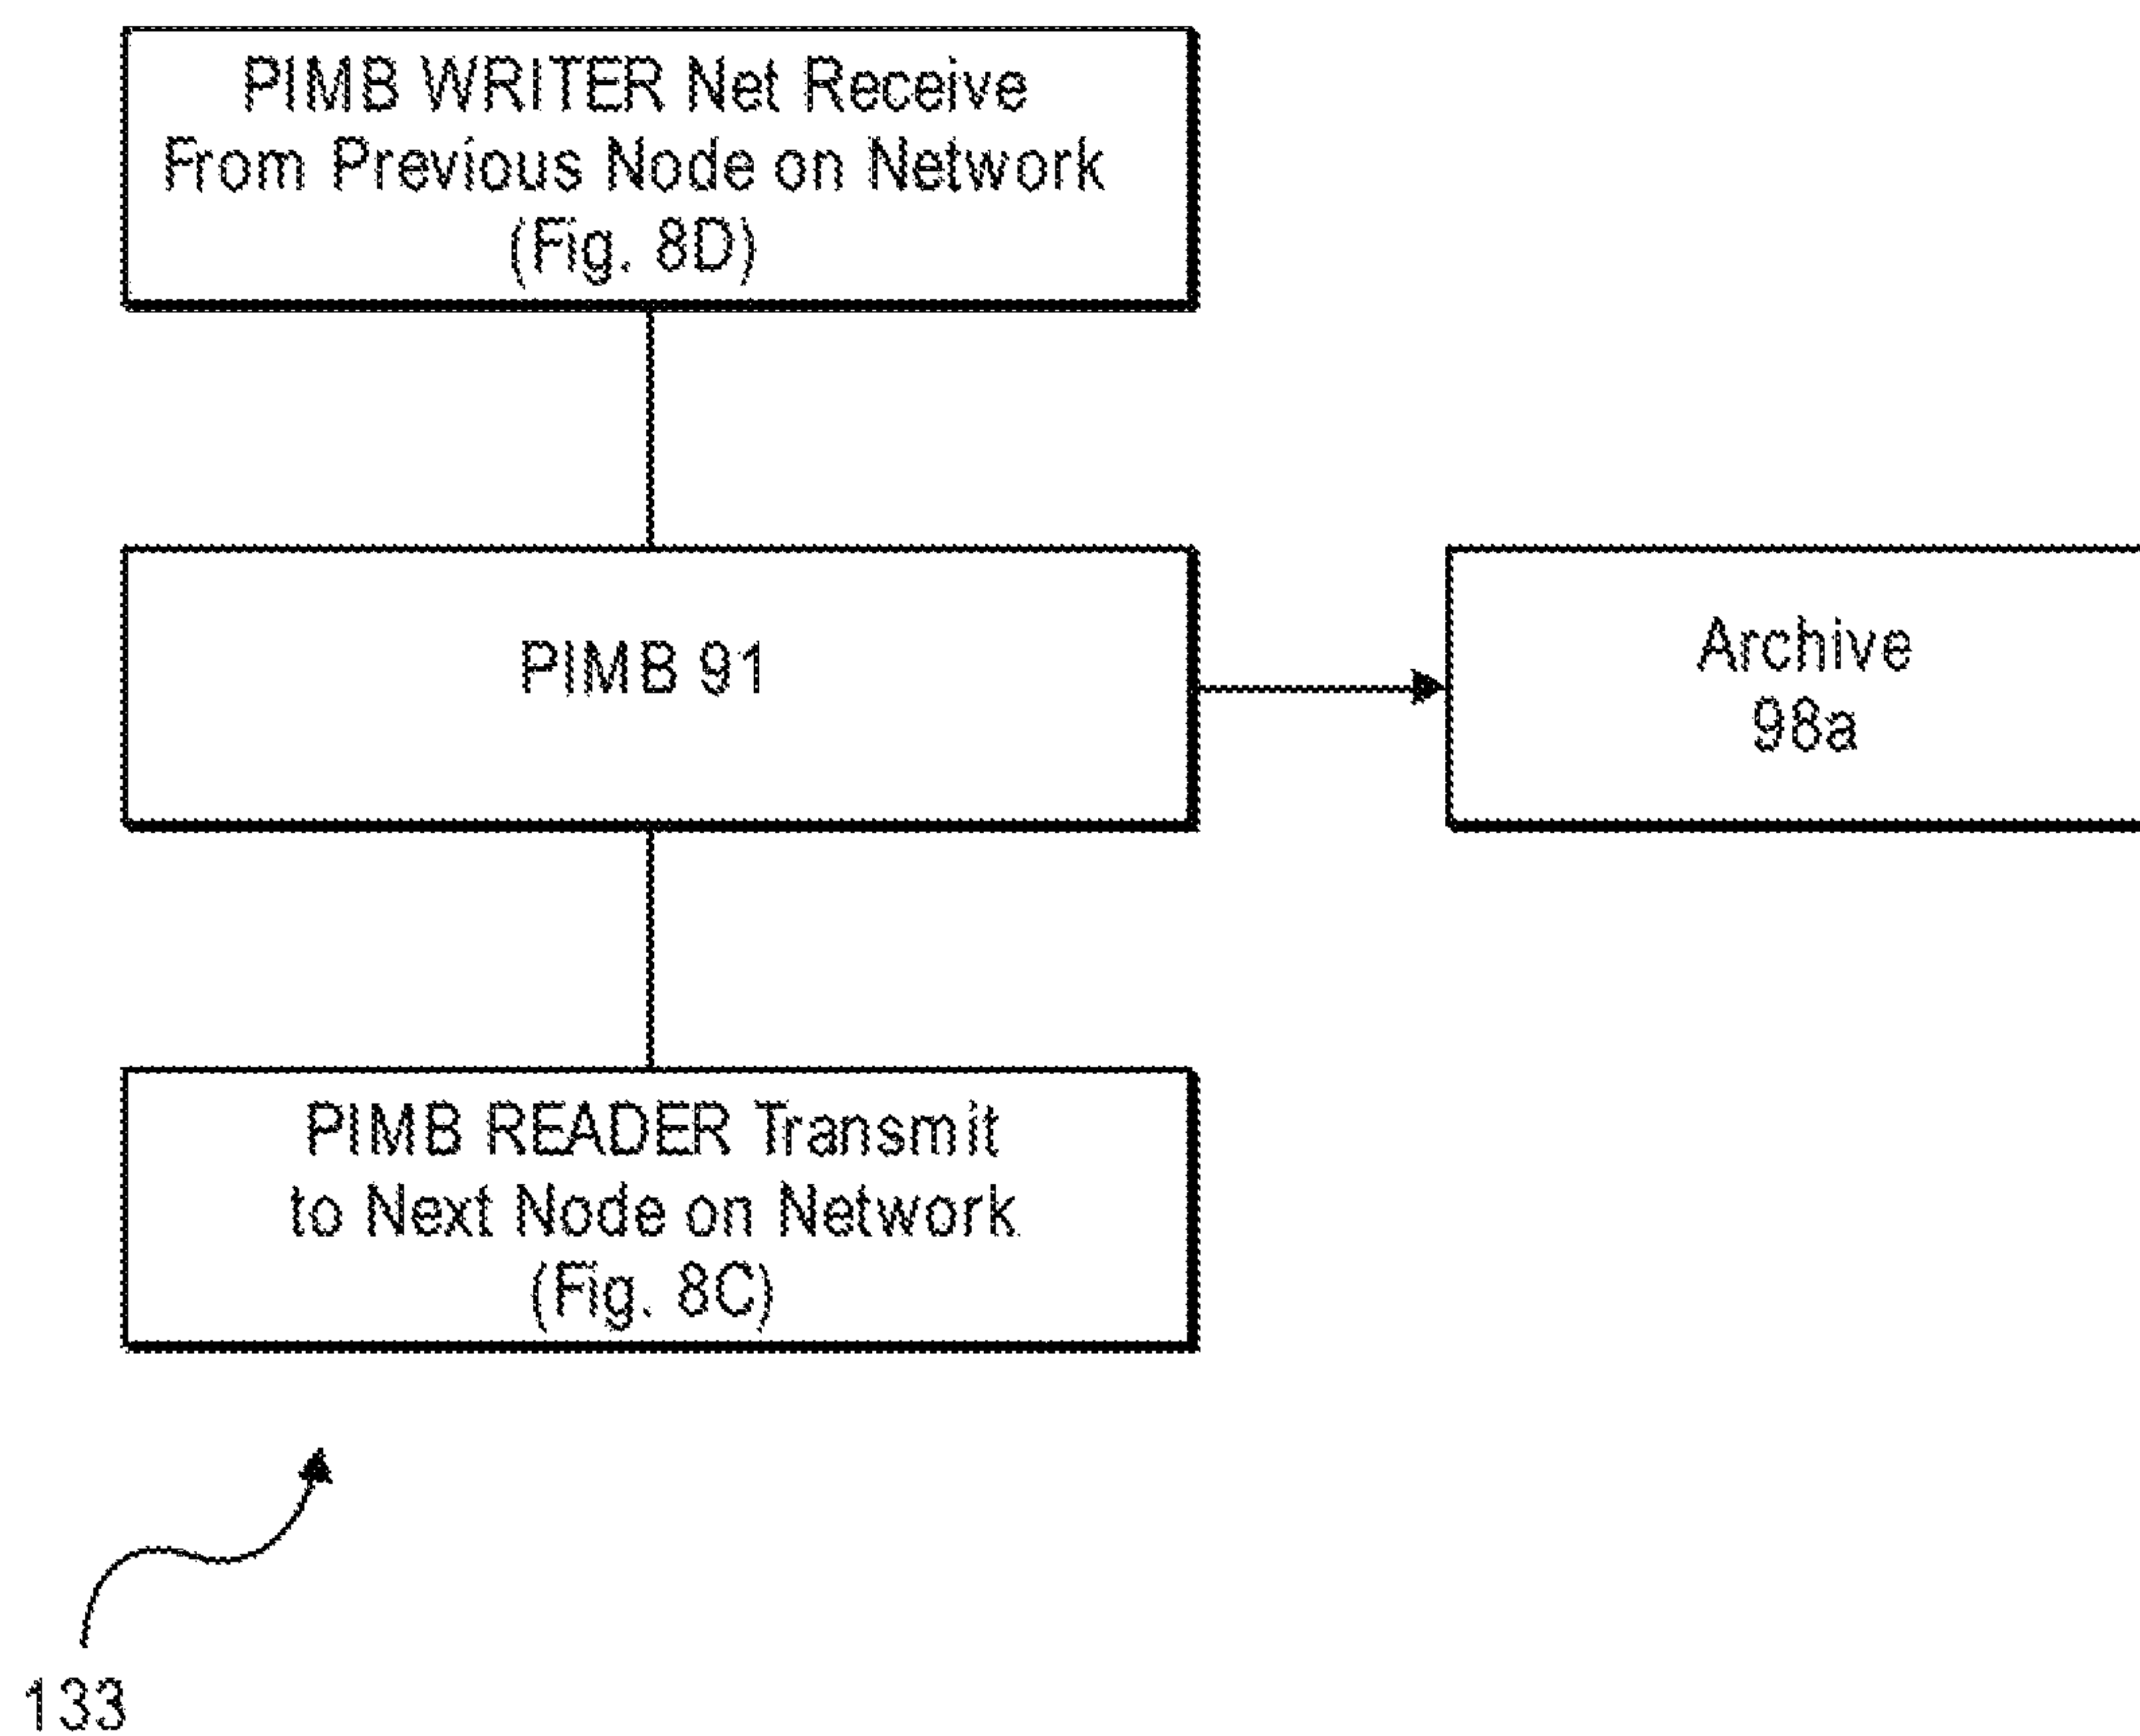 PIMB WRITER Net Receive
From Previous Node on Network
(Fig. 8D)
PIMB 91
Archive
98a
PIMB READER Transmit
to Next Node on Network
(Fig. 8C)
133